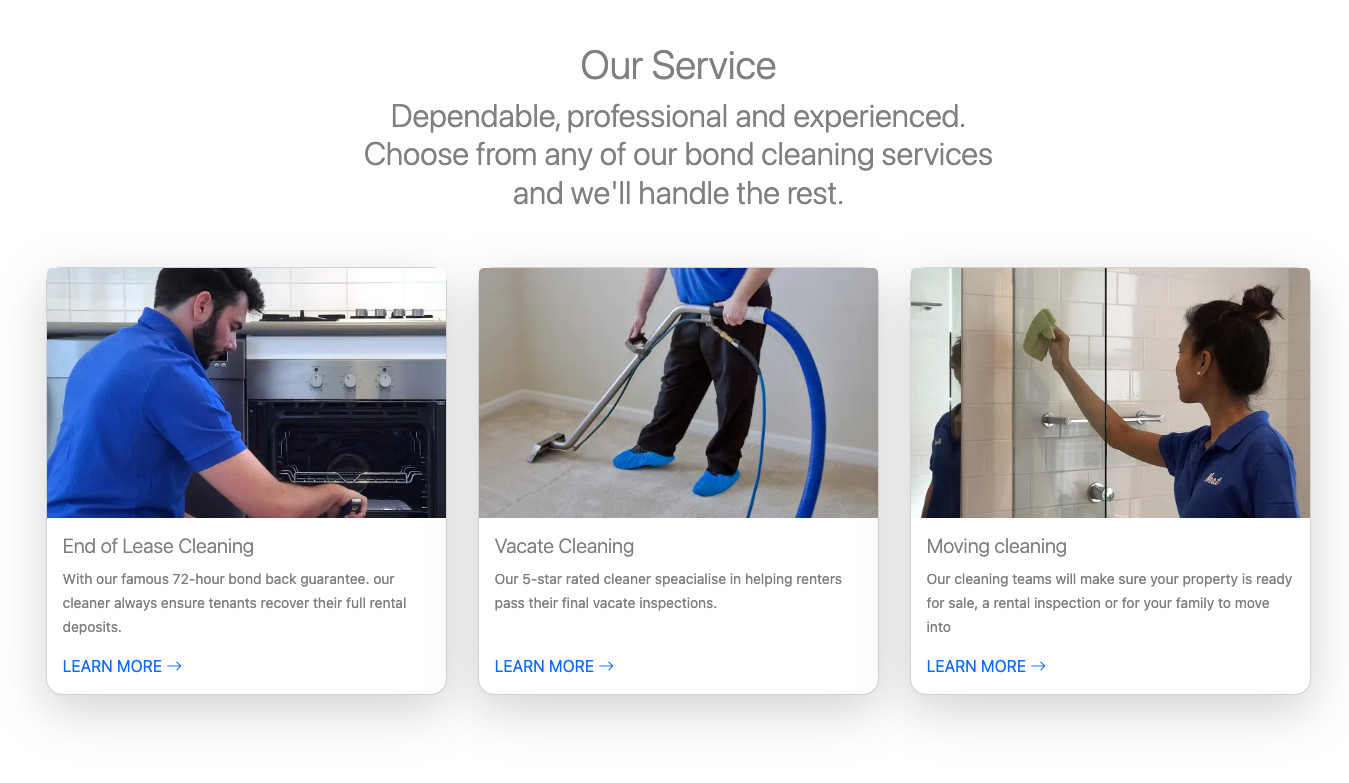 Our Service
Dependable, professional and experienced.
Choose from any of our bond cleaning services
and we'll handle the rest.
End of Lease Cleaning
With our famous 72-hour bond back guarantee. our
cleaner always ensure tenants recover their full rental
deposits.
LEARN MORE →
Vacate Cleaning
Our 5-star rated cleaner speacialise in helping renters
pass their final vacate inspections.
LEARN MORE →
Moving cleaning
Our cleaning teams will make sure your property is ready
for sale, a rental inspection or for your family to move
into
LEARN MORE →